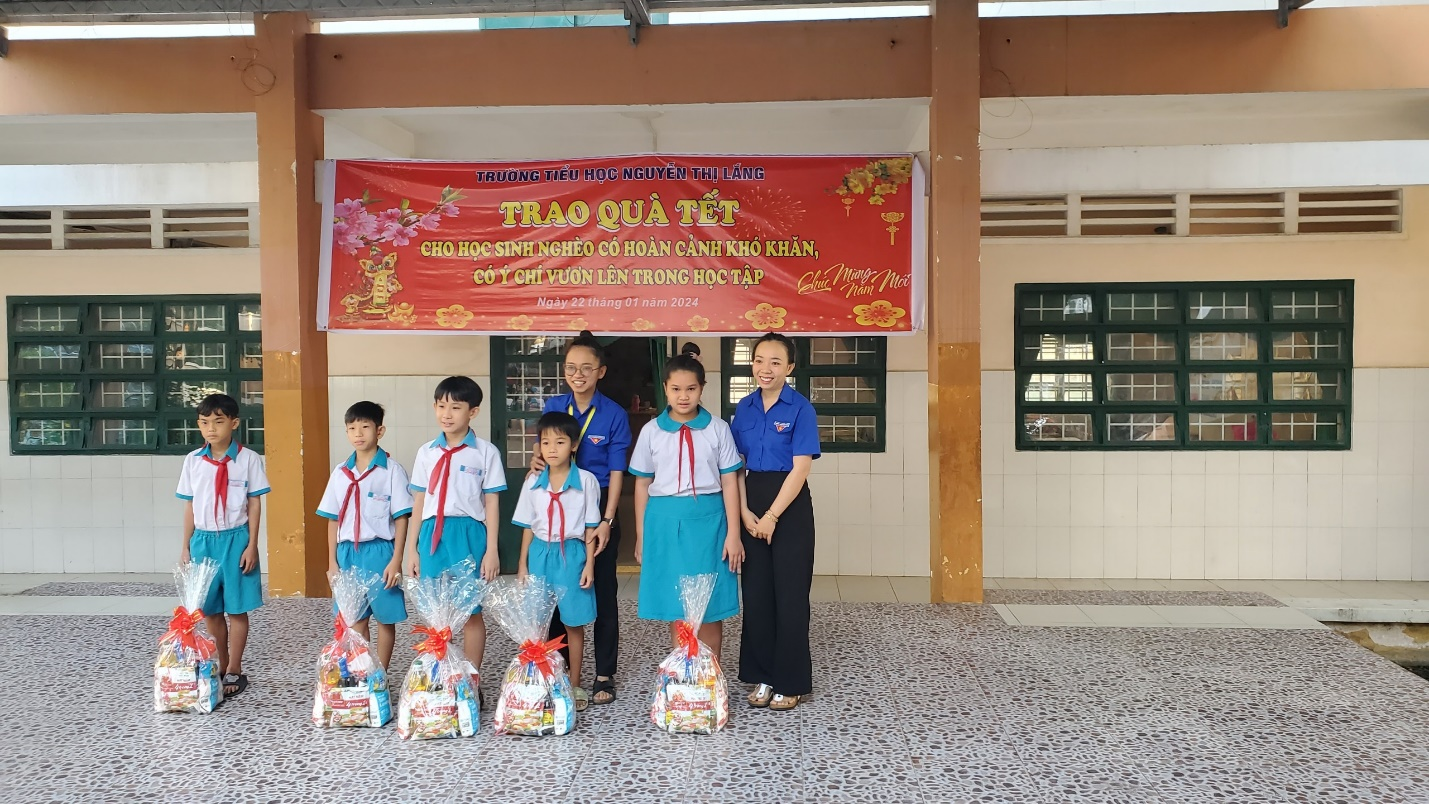 TRƯỜNG TIỂU HỌC NGUYỄN THỊ LẮNG
TRAO QUÀ TẾT
CHO HỌC SINH NGHÈO CÓ HOÀN CẢNH KHÓ KHĂN,
CÓ Ý CHÍ VƯƠN LÊN TRONG HỌC TẬP
Chúc Mừng Năm Mới
Ngày 22 tháng 01 năm 2024